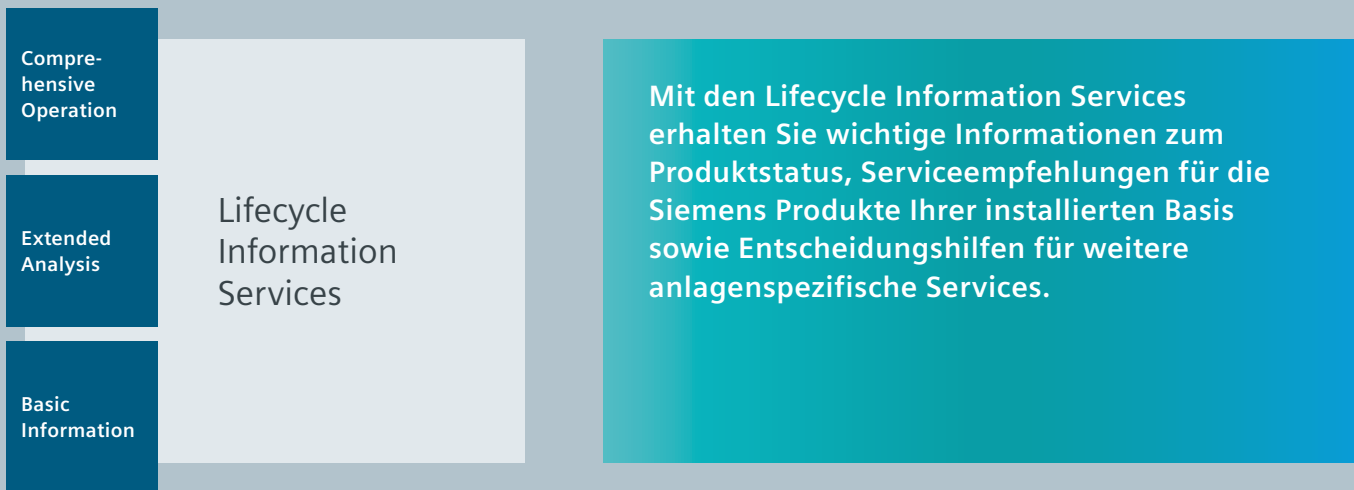 Compre-
hensive
Operation
Extended
Analysis
Basic
Information
Lifecycle
Information
Services
Mit den Lifecycle Information Services
erhalten Sie wichtige Informationen zum
Produktstatus, Serviceempfehlungen für die
Siemens Produkte Ihrer installierten Basis
sowie Entscheidungshilfen für weitere
anlagenspezifische Services.